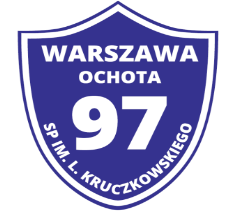 WARSZAWA
OCHOTA
97
SP IM. L. KRUCZKOWSKIEGO